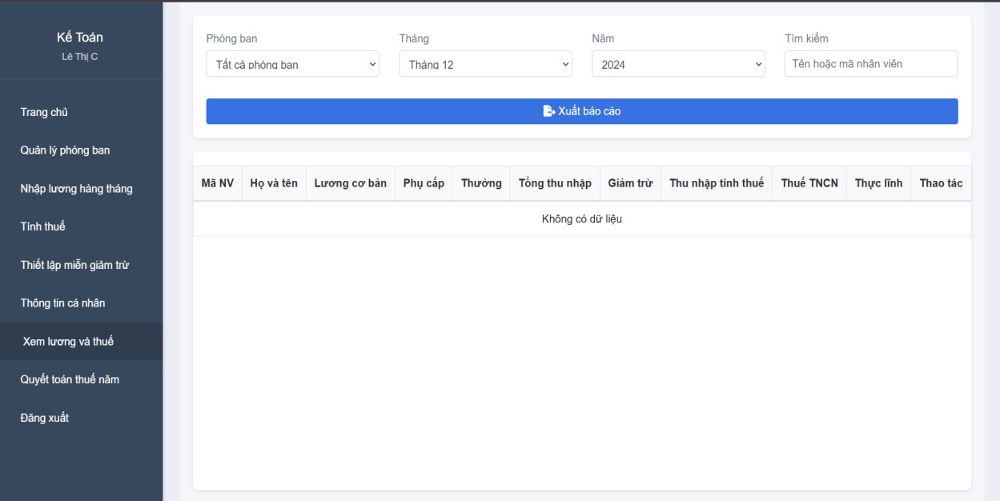 Kế Toán
Lê Thị C
Trang chủ
Quản lý phòng ban
Nhập lương hàng tháng
Tính thuế
Thiết lập miễn giảm trừ
Thông tin cá nhân
Xem lương và thuế
Quyết toán thuế năm
Đăng xuất
Phòng ban Tháng Năm Tìm kiếm
Tất cả phòng ban Tháng 12 2024 Tên hoặc mã nhân viên
Xuất báo cáo
Mã NV Họ và tên Lương cơ bản Phụ cấp Thưởng Tổng thu nhập Giảm trừ Thu nhập tính thuế Thuế TNCN Thực lĩnh Thao tác
Không có dữ liệu